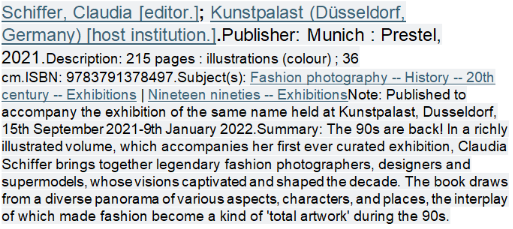 Schiffer, Claudia [editor.]; Kunstpalast (Düsseldorf,
Germany) [host institution.].Publisher: Munich : Prestel,
2021.Description: 215 pages : illustrations (colour) ; 36
cm.ISBN: 9783791378497.Subject(s): Fashion photography -- History -- 20th
century -- Exhibitions | Nineteen nineties -- ExhibitionsNote: Published to
accompany the exhibition of the same name held at Kunstpalast, Dusseldorf,
15th September 2021-9th January 2022.Summary: The 90s are back! In a richly
illustrated volume, which accompanies her first ever curated exhibition, Claudia
Schiffer brings together legendary fashion photographers, designers and
supermodels, whose visions captivated and shaped the decade. The book draws
from a diverse panorama of various aspects, characters, and places, the interplay
of which made fashion become a kind of 'total artwork' during the 90s.